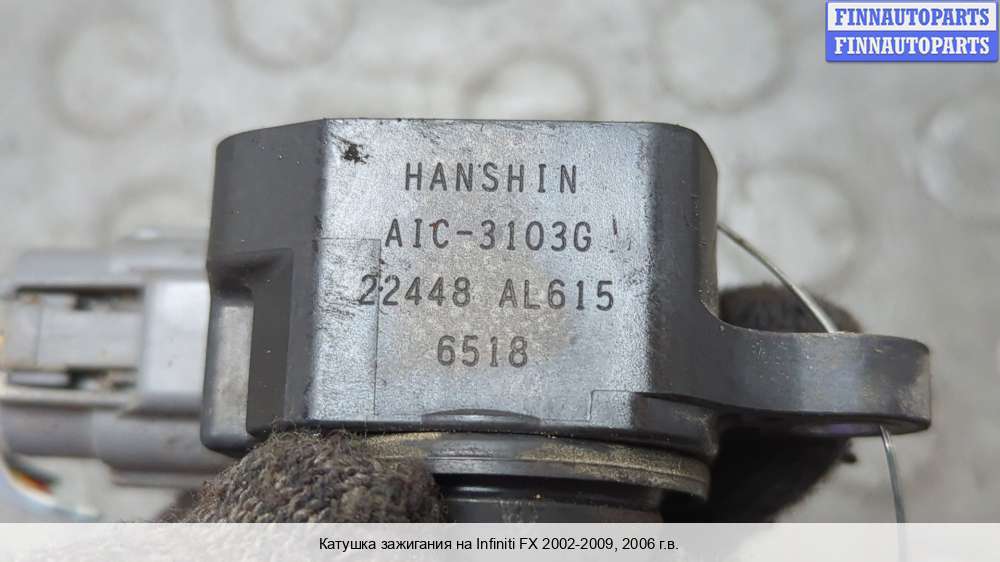 FINNAUTOPARTS
FINNAUTOPARTS
HANSHIN
AIC-3103G
22448 AL615
6518
Катушка зажигания на Infiniti FX 2002-2009, 2006 г.в.